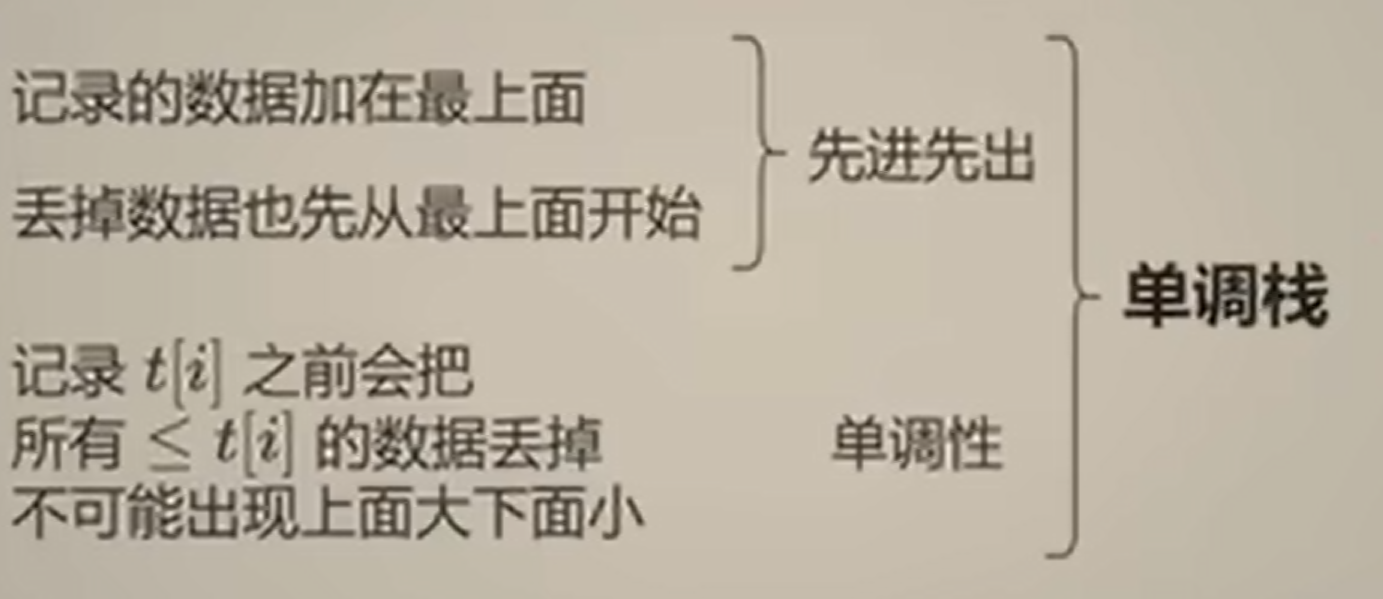 记录的数据加在最上面
丢掉数据也先从最上面开始
先进先出
记录 t[i] 之前会把
所有 ≤ t[i] 的数据丢掉
不可能出现上面大下面小
单调性
单调栈